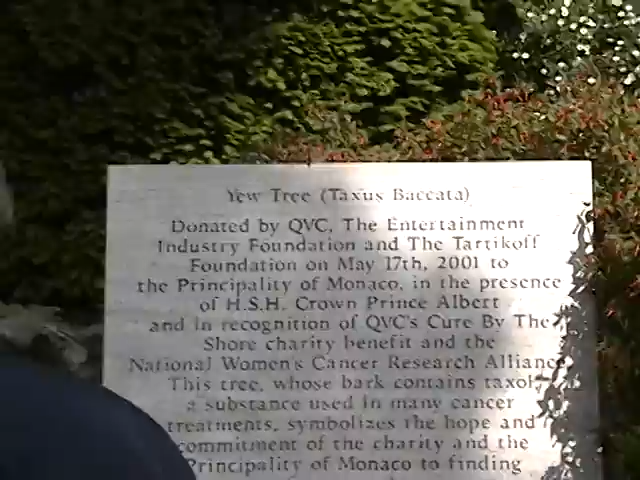 Yew Tree (Taxus Baccata)
Donated by QVC, The Entertainment
Industry Foundation and The Tartikoff
Foundation on May 17th, 2001 to
the Principality of Monaco, in the presence
of H.S.H. Crown Prince Albert
and in recognition of QVC's Cure By The
Shore charity benefit and the
National Women's Cancer Research Alliance
This tree, whose bark contains taxol,
a substance used in many cancer
treatments, symbolizes the hope and
commitment of the charity and the
Principality of Monaco to finding